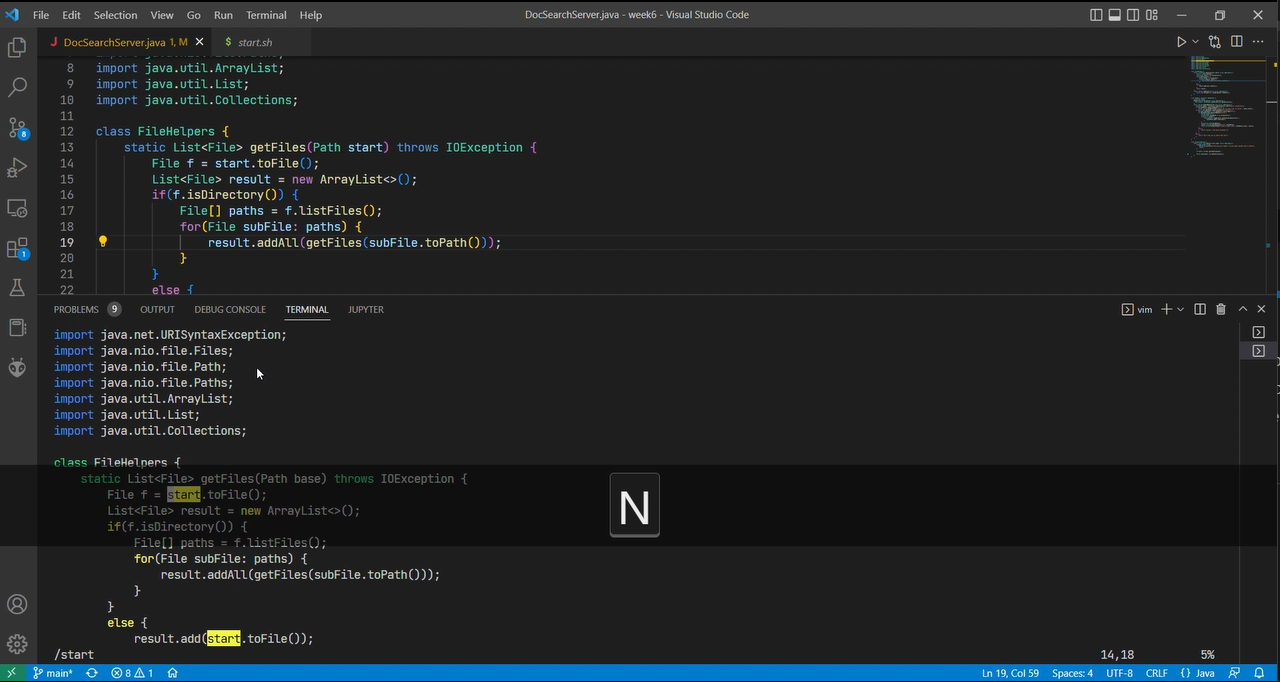 File Edit Selection View Go Run Terminal Help
DocSearchServer.java - week6 - Visual Studio Code
J DocSearchServer.java 1, M
$ start.sh
8 import java.util.ArrayList;
9 import java.util.List;
10 import java.util.Collections;
11
12 class FileHelpers {
13 static List<File> getFiles(Path start) throws IOException {
14 File f = start.toFile();
15 List<File> result = new ArrayList<>();
16 if(f.isDirectory()) {
17 File[] paths = f.listFiles();
18 for(File subFile: paths) {
19 result.addAll(getFiles(subFile.toPath()));
20 }
21 }
22 else {
8
1
PROBLEMS 9 OUTPUT DEBUG CONSOLE TERMINAL JUPYTER
vim
import java.net.URISyntaxException;
import java.nio.file.Files;
import java.nio.file.Path;
import java.nio.file.Paths;
import java.util.ArrayList;
import java.util.List;
import java.util.Collections;
class FileHelpers {
static List<File> getFiles(Path base) throws IOException {
File f = start.toFile();
List<File> result = new ArrayList<>();
if(f.isDirectory()) {
File[] paths = f.listFiles();
for(File subFile: paths) {
result.addAll(getFiles(subFile.toPath()));
}
}
else {
result.add(start.toFile());
/start 14,18 5%
N
main* 8 1 Ln 19, Col 59 Spaces: 4 UTF-8 CRLF {} Java